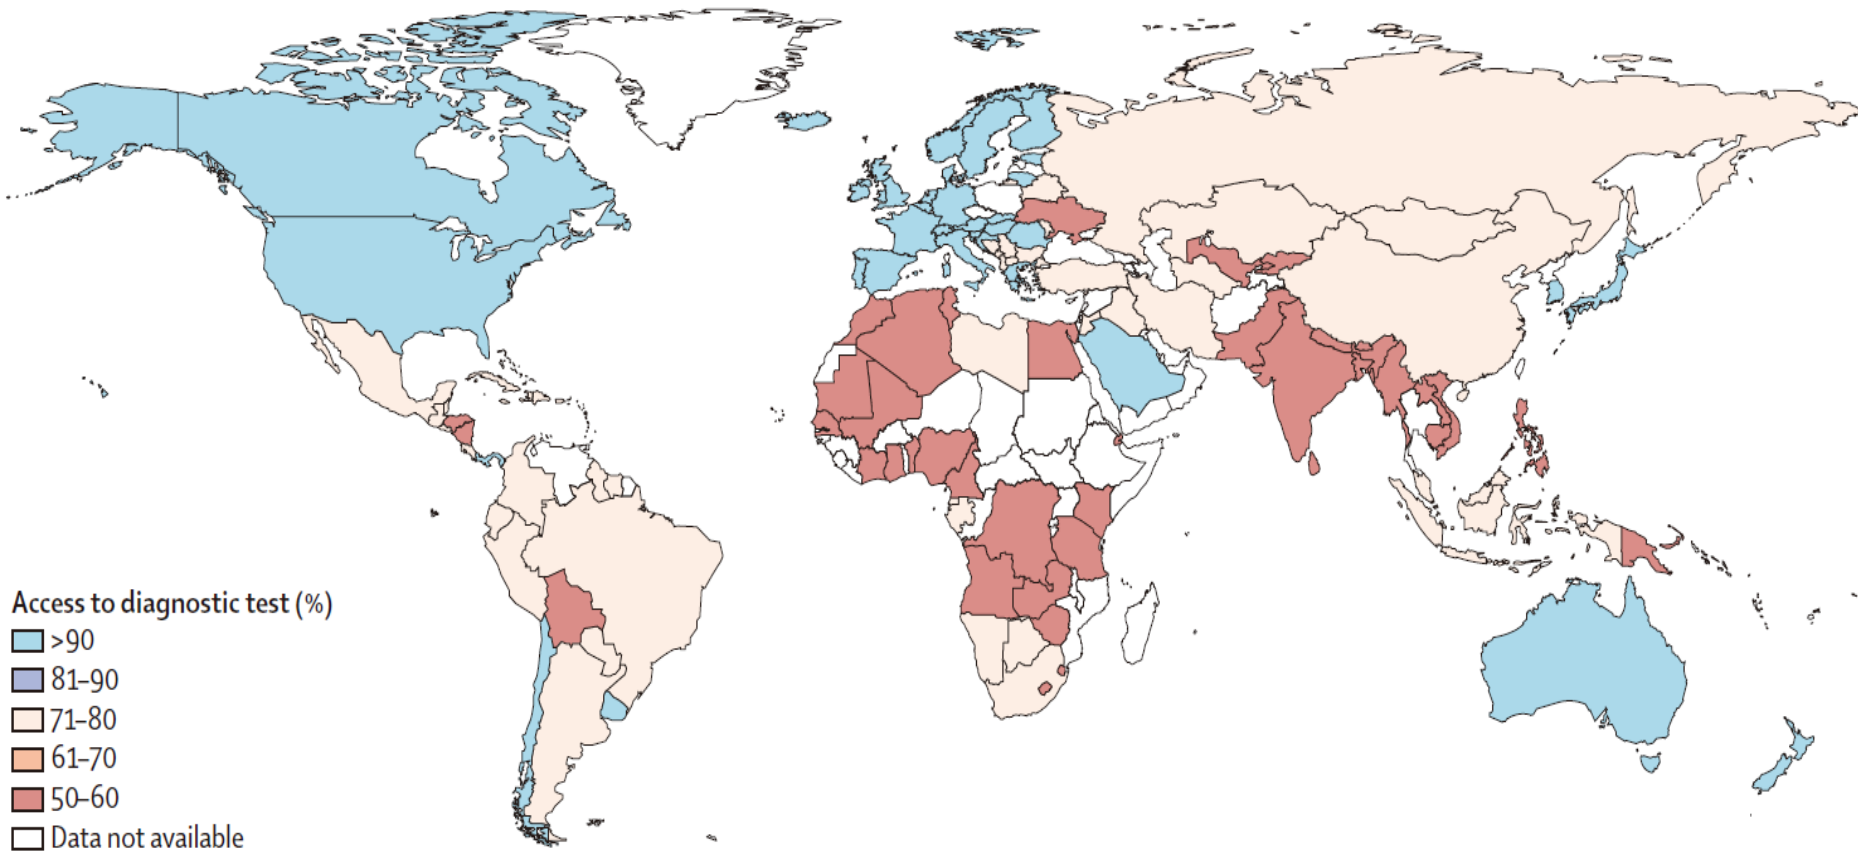 Access to diagnostic test (%)
>90
81–90
71–80
61–70
50–60
Data not available